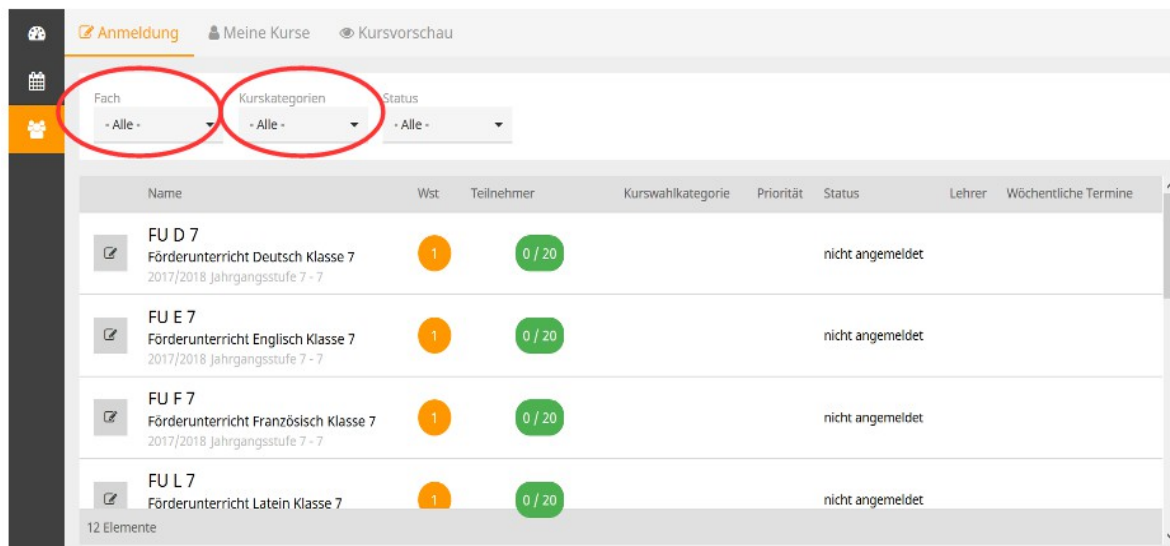 Anmeldung Meine Kurse Kursvorschau
Fach Kurskategorien Status
- Alle - - Alle - - Alle -
Name Wst Teilnehmer Kurswahlkategorie Priorität Status Lehrer Wöchentliche Termine
FU D 7
Förderunterricht Deutsch Klasse 7 1 0 / 20 nicht angemeldet
2017/2018 Jahrgangsstufe 7 - 7
FU E 7
Förderunterricht Englisch Klasse 7 1 0 / 20 nicht angemeldet
2017/2018 Jahrgangsstufe 7 - 7
FU F 7
Förderunterricht Französisch Klasse 7 1 0 / 20 nicht angemeldet
2017/2018 Jahrgangsstufe 7 - 7
FU L 7
Förderunterricht Latein Klasse 7 1 0 / 20 nicht angemeldet
12 Elemente